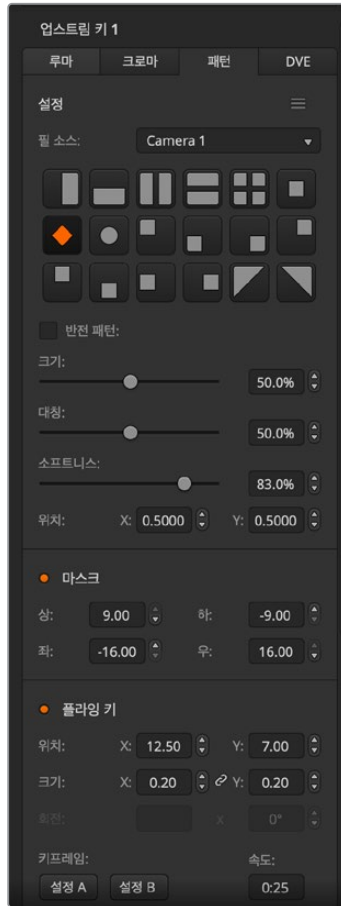 업스트림 키 1
루마 크로마 패턴 DVE
설정
필 소스: Camera 1
반전 패턴:
크기:
50.0%
대칭:
50.0%
소프트니스:
83.0%
위치: X: 0.5000 Y: 0.5000
마스크
상: 9.00 하: -9.00
좌: -16.00 우: 16.00
플라잉 키
위치: X: 12.50 Y: 7.00
크기: X: 0.20 Y: 0.20
회전: x 0°
키프레임: 속도:
설정 A 설정 B 0:25